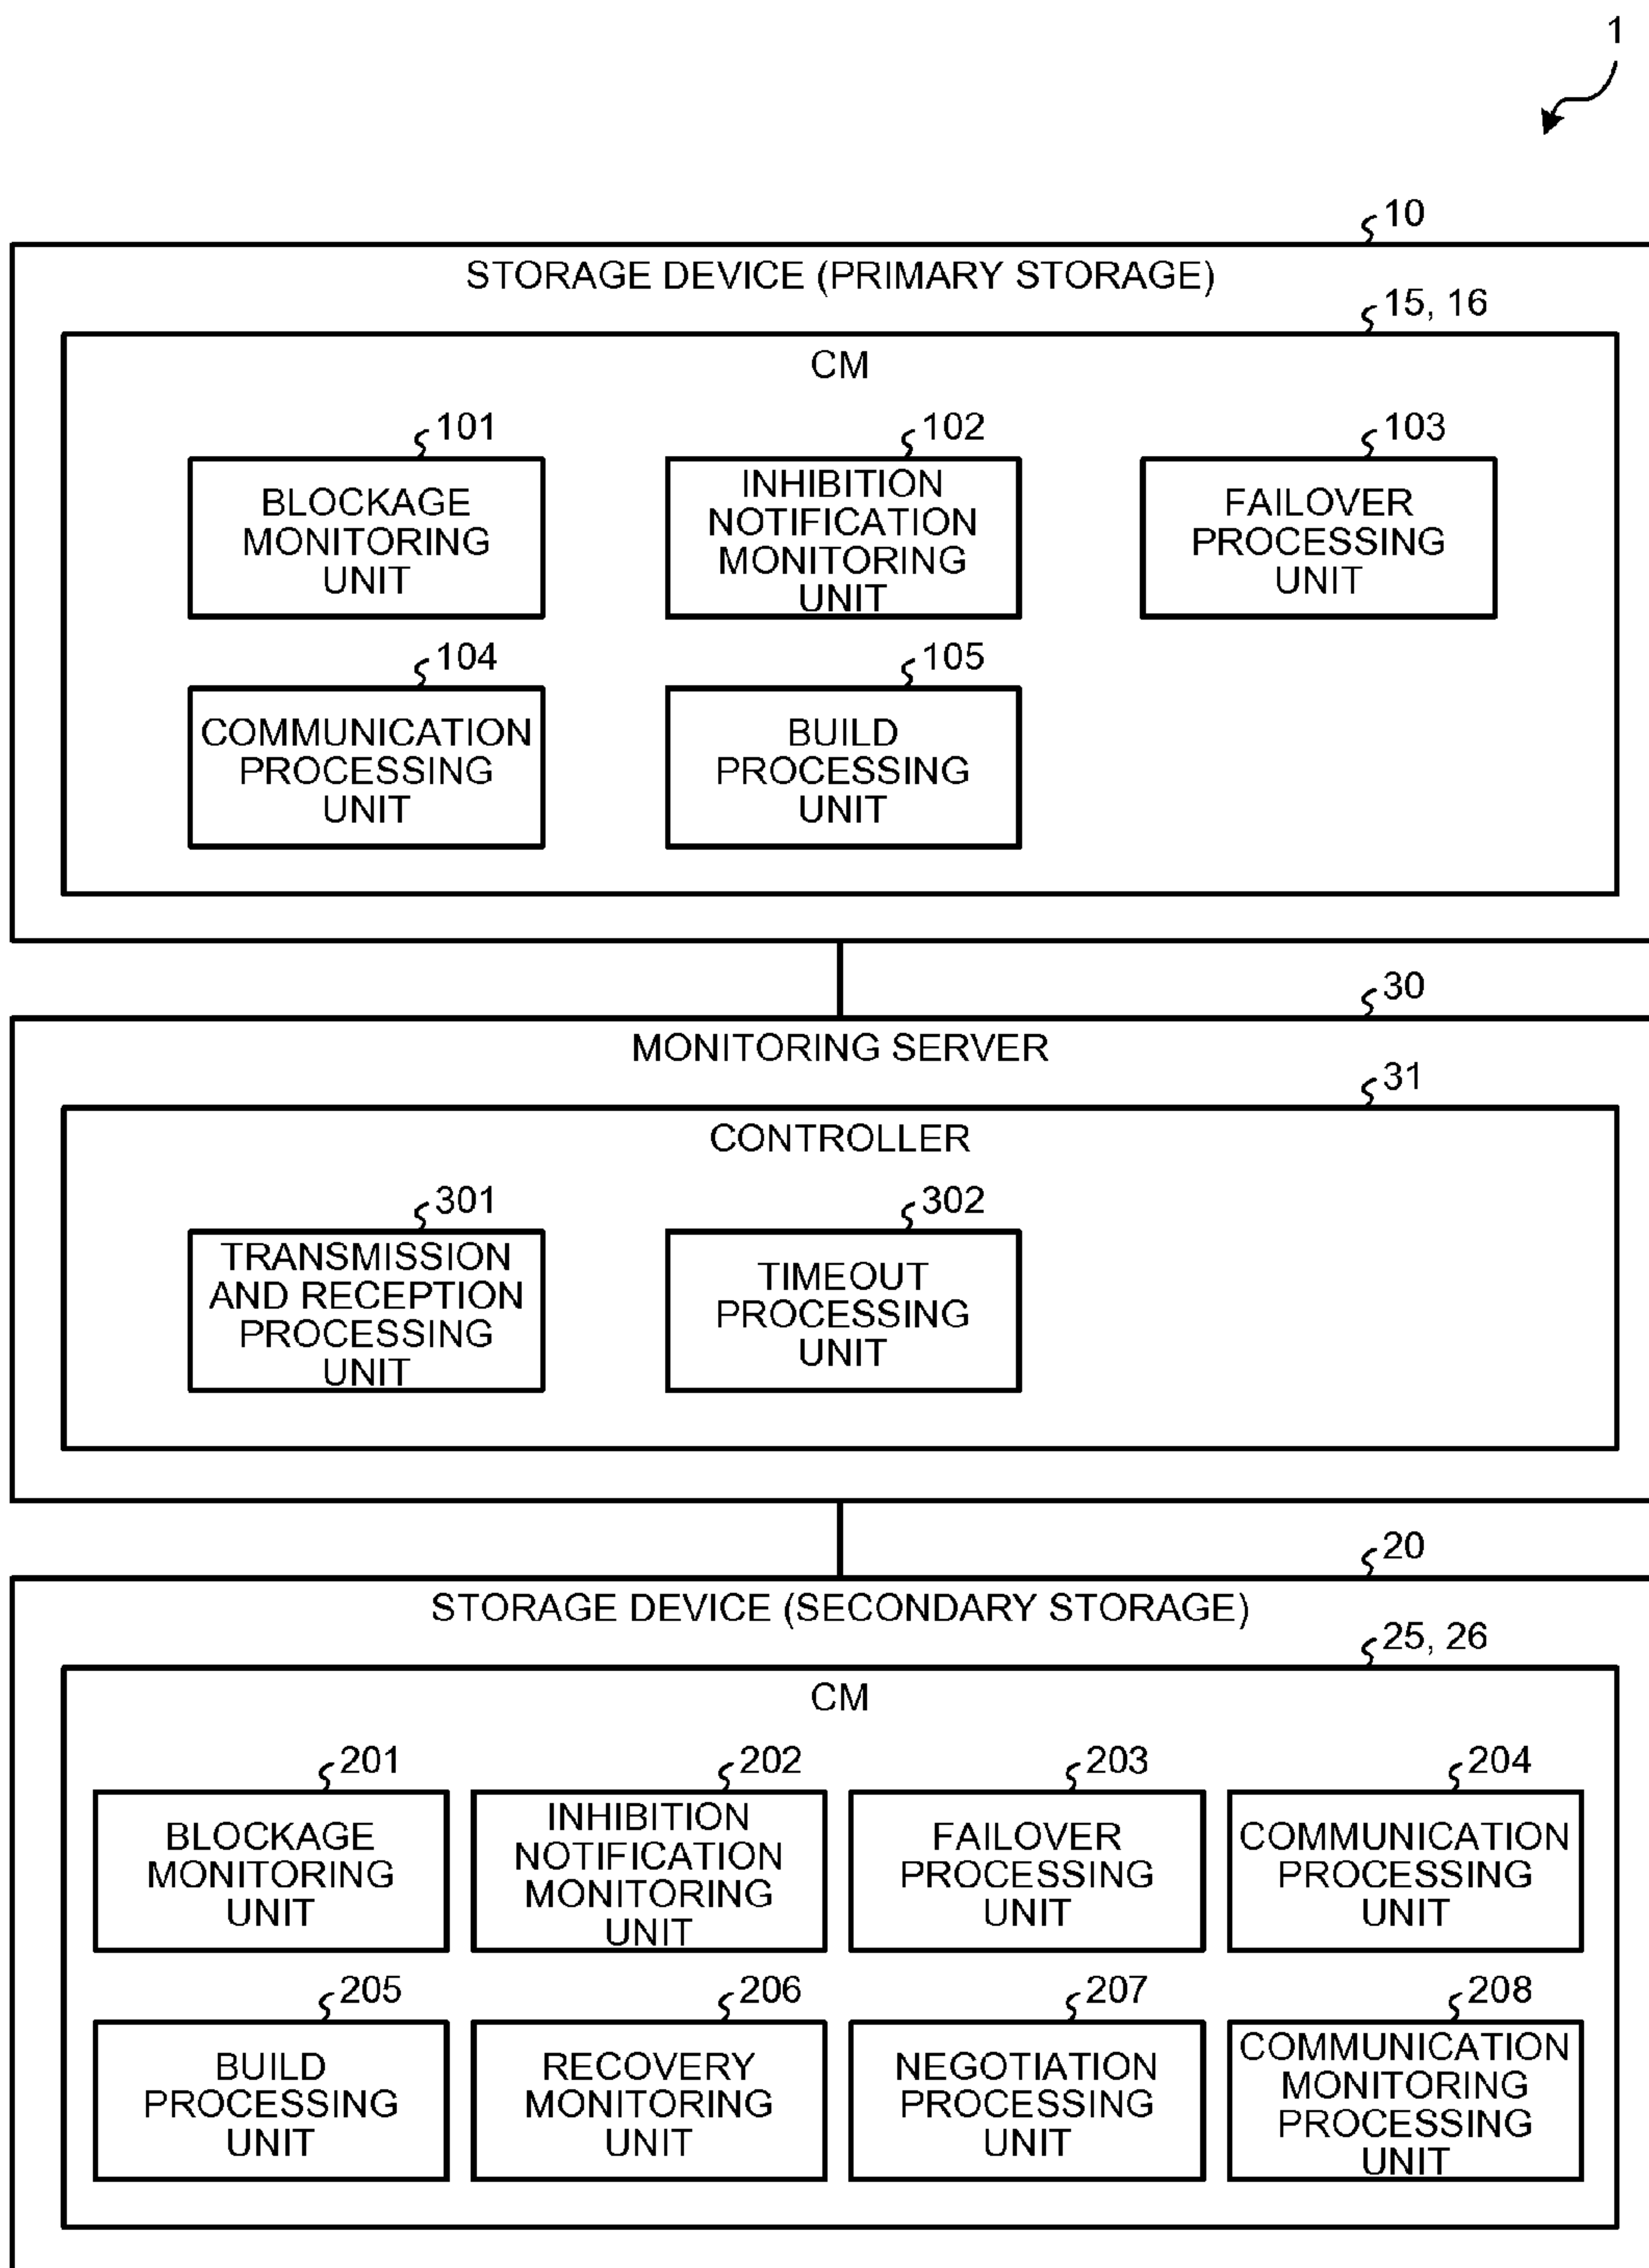 1
10
STORAGE DEVICE (PRIMARY STORAGE)
15, 16
CM
101
BLOCKAGE
MONITORING
UNIT
102
INHIBITION
NOTIFICATION
MONITORING
UNIT
103
FAILOVER
PROCESSING
UNIT
104
COMMUNICATION
PROCESSING
UNIT
105
BUILD
PROCESSING
UNIT
30
MONITORING SERVER
31
CONTROLLER
301
TRANSMISSION
AND RECEPTION
PROCESSING
UNIT
302
TIMEOUT
PROCESSING
UNIT
20
STORAGE DEVICE (SECONDARY STORAGE)
25, 26
CM
201
BLOCKAGE
MONITORING
UNIT
202
INHIBITION
NOTIFICATION
MONITORING
UNIT
203
FAILOVER
PROCESSING
UNIT
204
COMMUNICATION
PROCESSING
UNIT
205
BUILD
PROCESSING
UNIT
206
RECOVERY
MONITORING
UNIT
207
NEGOTIATION
PROCESSING
UNIT
208
COMMUNICATION
MONITORING
PROCESSING
UNIT